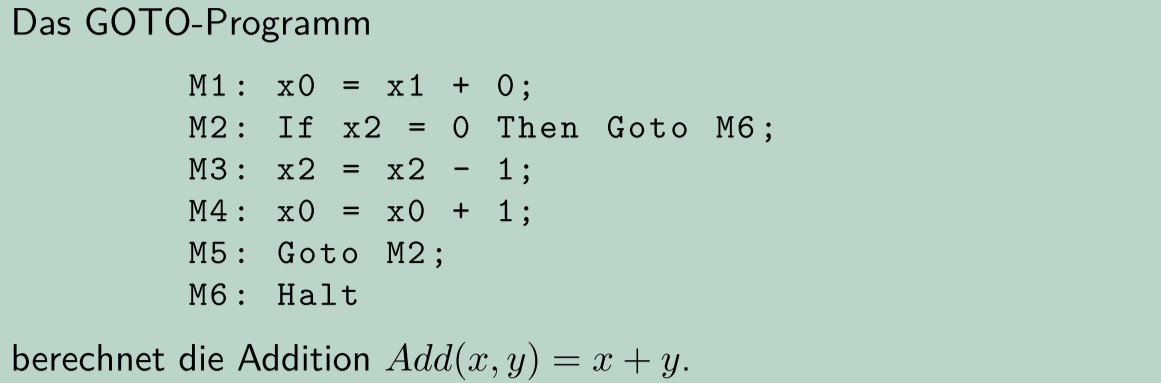 Das GOTO-Programm
M1: x0 = x1 + 0;
M2: If x2 = 0 Then Goto M6;
M3: x2 = x2 - 1;
M4: x0 = x0 + 1;
M5: Goto M2;
M6: Halt
berechnet die Addition Add(x, y) = x + y.